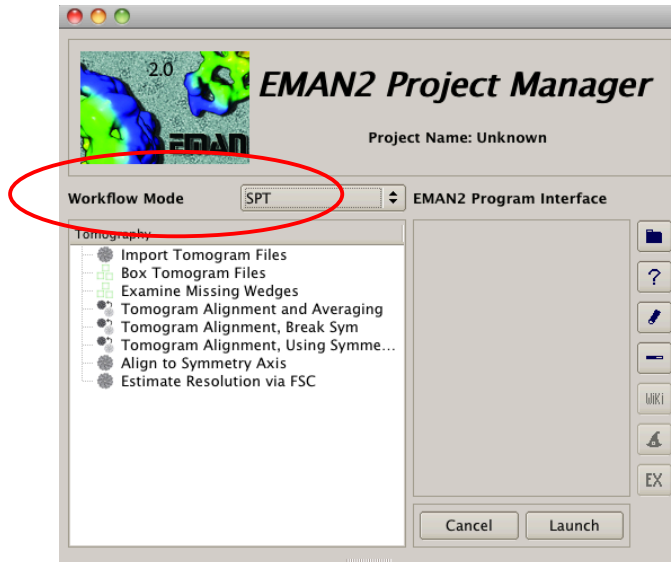 2.0
EMAN
EMAN2 Project Manager
Project Name: Unknown
Workflow Mode
SPT
EMAN2 Program Interface
Tomography
Import Tomogram Files
Box Tomogram Files
Examine Missing Wedges
Tomogram Alignment and Averaging
Tomogram Alignment, Break Sym
Tomogram Alignment, Using Symme...
Align to Symmetry Axis
Estimate Resolution via FSC
?
WiKi
EX
Cancel
Launch